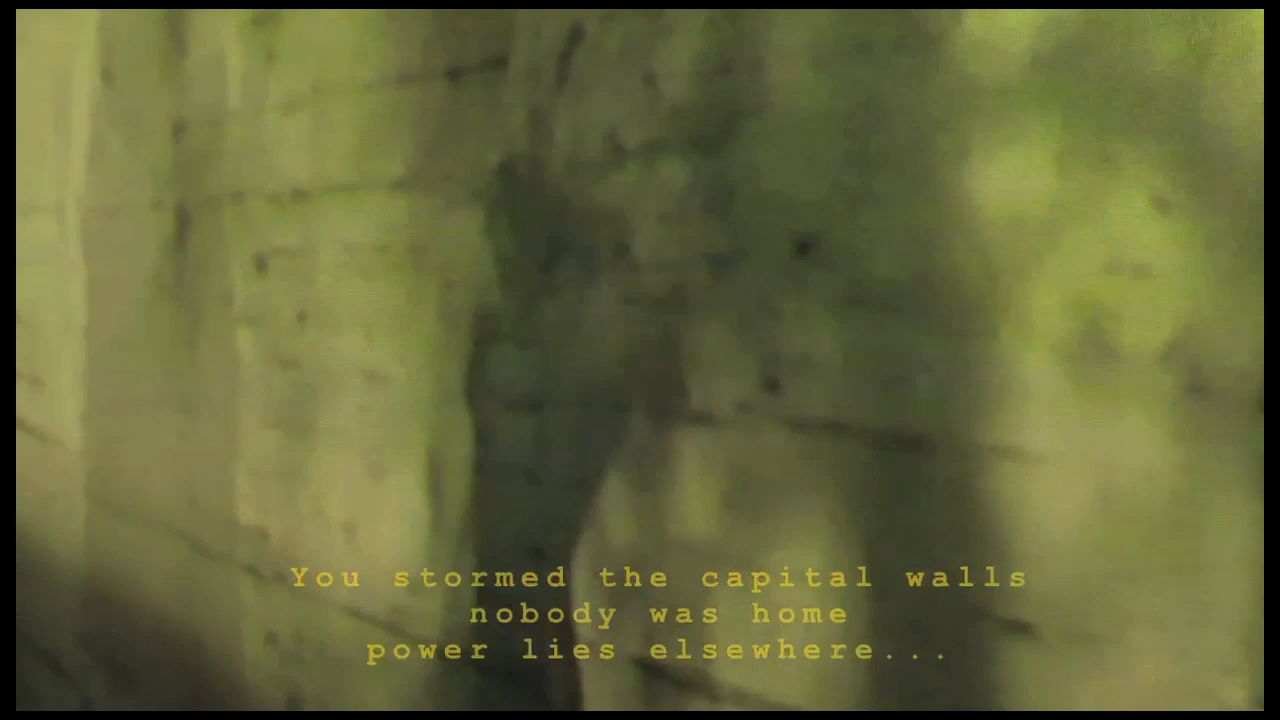 You stormed the capital walls
nobody was home
power lies elsewhere...